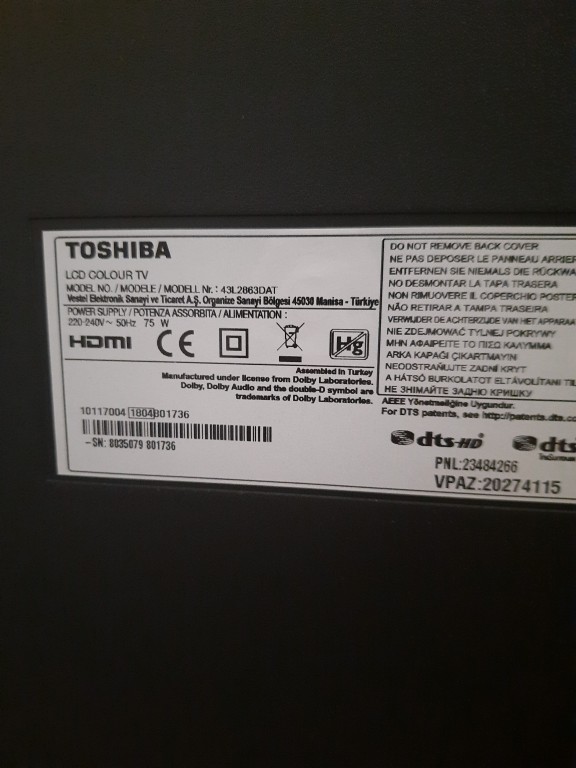 TOSHIBA
LCD COLOUR TV
MODEL NO. / MODELE / MODELL Nr. : 43L2863DAT
Vestel Elektronik Sanayi ve Ticaret A.Ş. Organize Sanayi Bölgesi 45030 Manisa - Türkiye
POWER SUPPLY / POTENZA ASSORBITA / ALIMENTATION :
220-240V~ 50Hz 75 W
HDMI CE Hg
Assembled in Turkey
Manufactured under license from Dolby Laboratories.
Dolby, Dolby Audio and the double-D symbol are
trademarks of Dolby Laboratories.
10117004 1804 801736
-SN: 8035079 801736
DO NOT REMOVE BACK COVER
NE PAS DEPOSER LE PANNEAU ARRIER
ENTFERNEN SIE NIEMALS DIE RÜCKWA
NO DESMONTAR LA TAPA TRASERA
NON RIMUOVERE IL COPERCHIO POSTER
NÃO RETIRAR A TAMPA TRASEIRA
VERWIJDER DE ACHTERZIJDE VAN HET APPARAA
NIE ZDEJMOWAĆ TYLNEJ POKRYWY
ΜΗΝ ΑΦΑΙΡΕΙΤΕ ΤΟ ΠΙΣΩ ΚΑΛΥΜΜΑ
ARKA KAPAĞI ÇIKARTMAYIN
NEODSTRAŇUJTE ZADNÍ KRYT
A HÁTSÓ BURKOLATOT ELTÁVOLÍTANI TIL
НЕ ЗНІМАЙТЕ ЗАДНЮ КРИШКУ
AEEE Yönetmeliğine Uygundur.
For DTS patents, see http://patents.dts.co
dts-HD dts
PNL:23484266
VPAZ:20274115